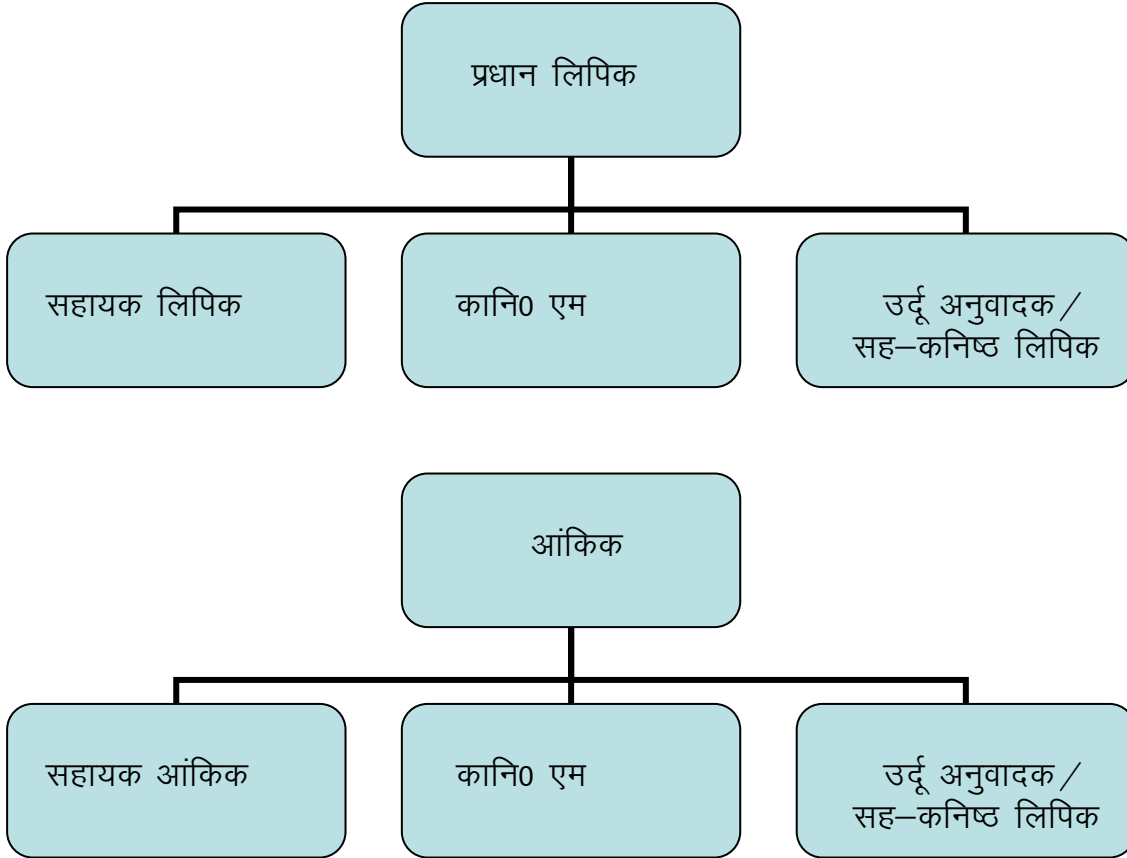 प्रधान लिपिक
सहायक लिपिक
कानि0 एम
उर्दू अनुवादक /
सह–कनिष्ठ लिपिक
आंकिक
सहायक आंकिक
कानि0 एम
उर्दू अनुवादक /
सह–कनिष्ठ लिपिक